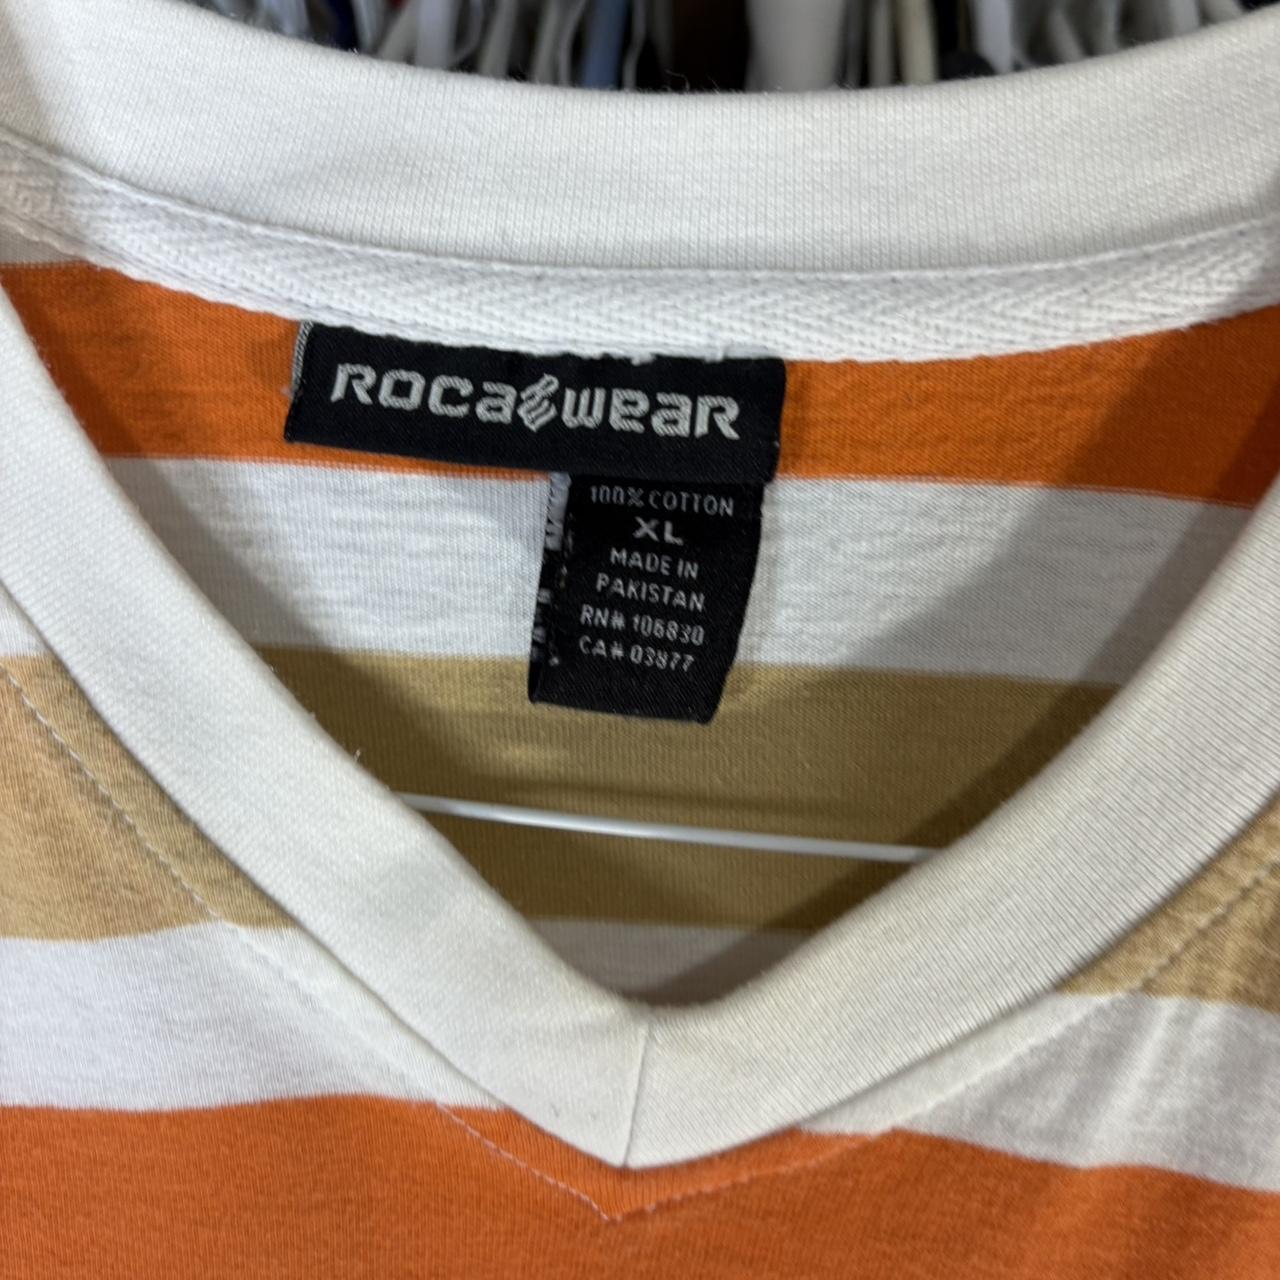 ROCAWEAR
100% COTTON
XL
MADE IN
PAKISTAN
RN# 106830
CA# 03877